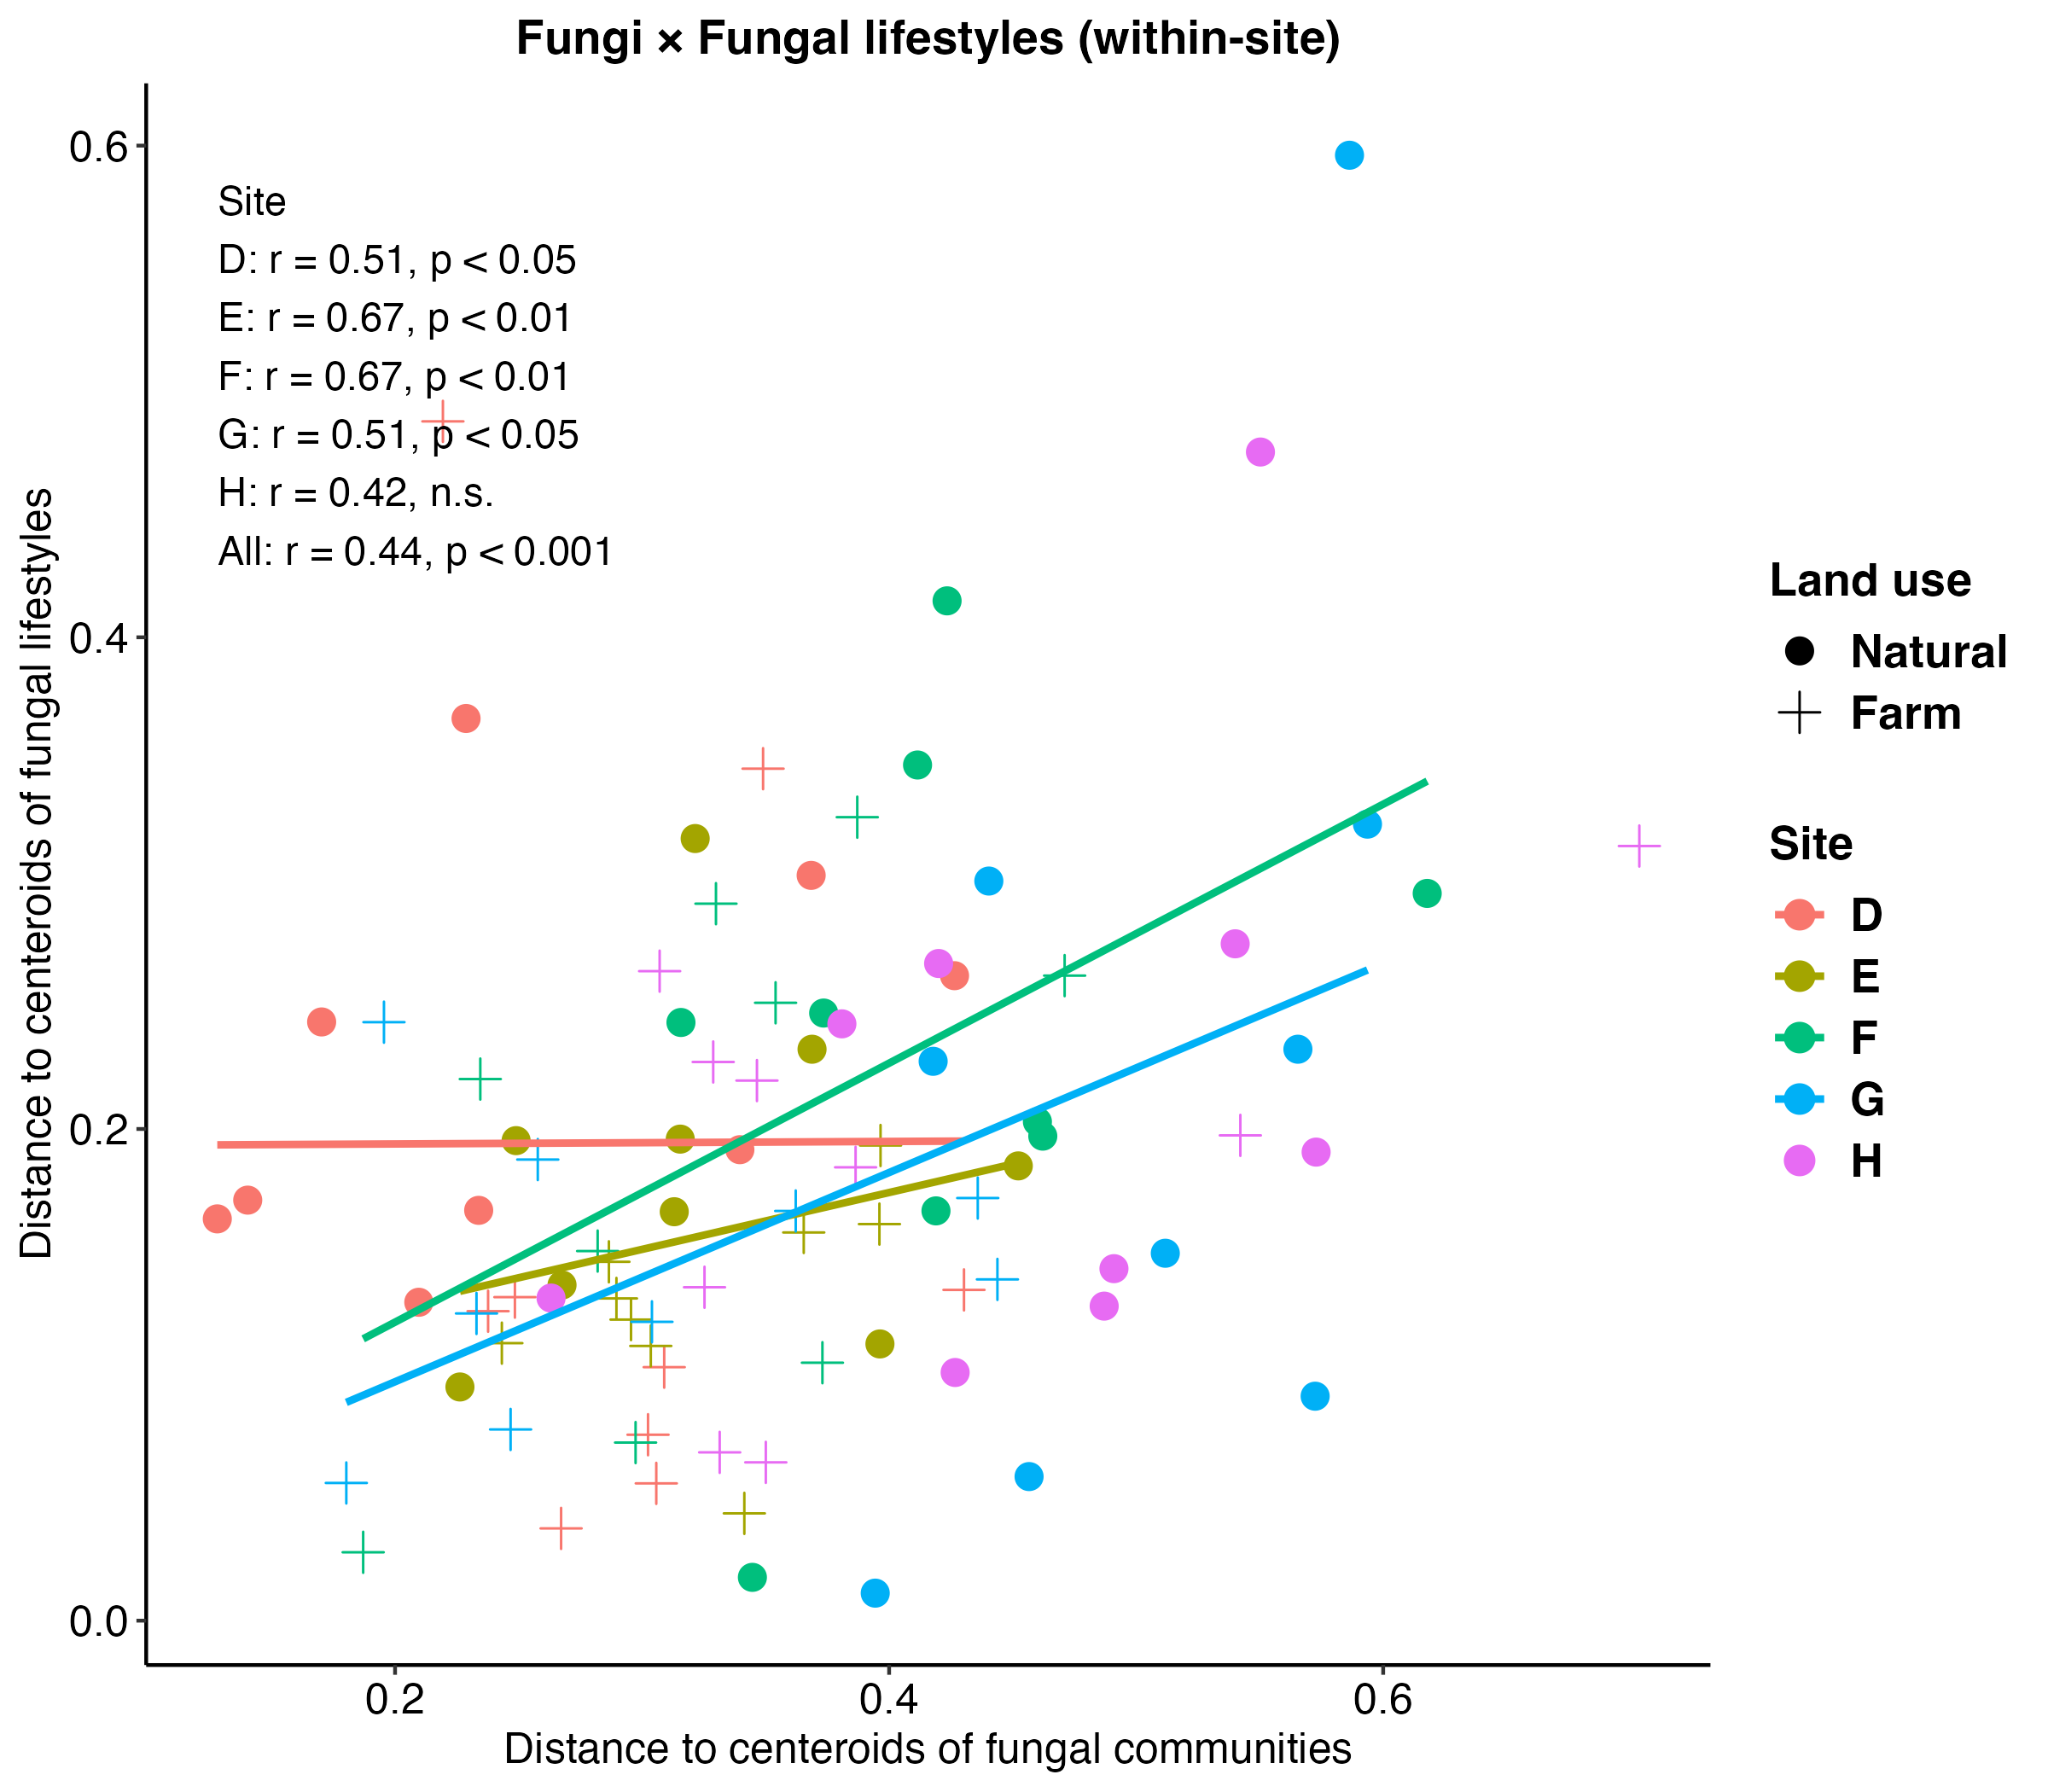 Fungi × Fungal lifestyles (within-site)
0.6
0.4
0.2
0.0
Distance to centeroids of fungal lifestyles
Site
D: r = 0.51, p < 0.05
E: r = 0.67, p < 0.01
F: r = 0.67, p < 0.01
G: r = 0.51, p < 0.05
H: r = 0.42, n.s.
All: r = 0.44, p < 0.001
0.2
0.4
0.6
Distance to centeroids of fungal communities
Land use
Natural
Farm
Site
D
E
F
G
H